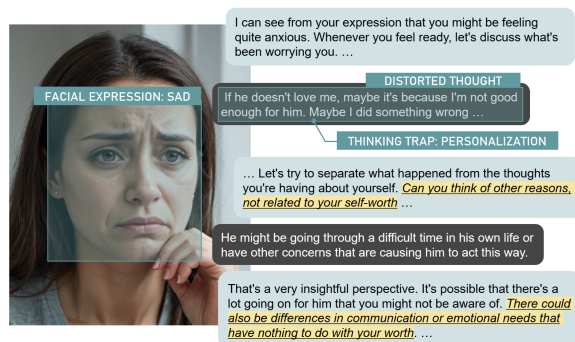 I can see from your expression that you might be feeling
quite anxious. Whenever you feel ready, let's discuss what's
been worrying you. …
FACIAL EXPRESSION: SAD
DISTORTED THOUGHT
If he doesn't love me, maybe it's because I'm not good
enough for him. Maybe I did something wrong …
THINKING TRAP: PERSONALIZATION
… Let's try to separate what happened from the thoughts
you're having about yourself. Can you think of other reasons,
not related to your self-worth …
He might be going through a difficult time in his own life or
have other concerns that are causing him to act this way.
That's a very insightful perspective. It's possible that there's a
lot going on for him that you might not be aware of. There could
also be differences in communication or emotional needs that
have nothing to do with your worth. …